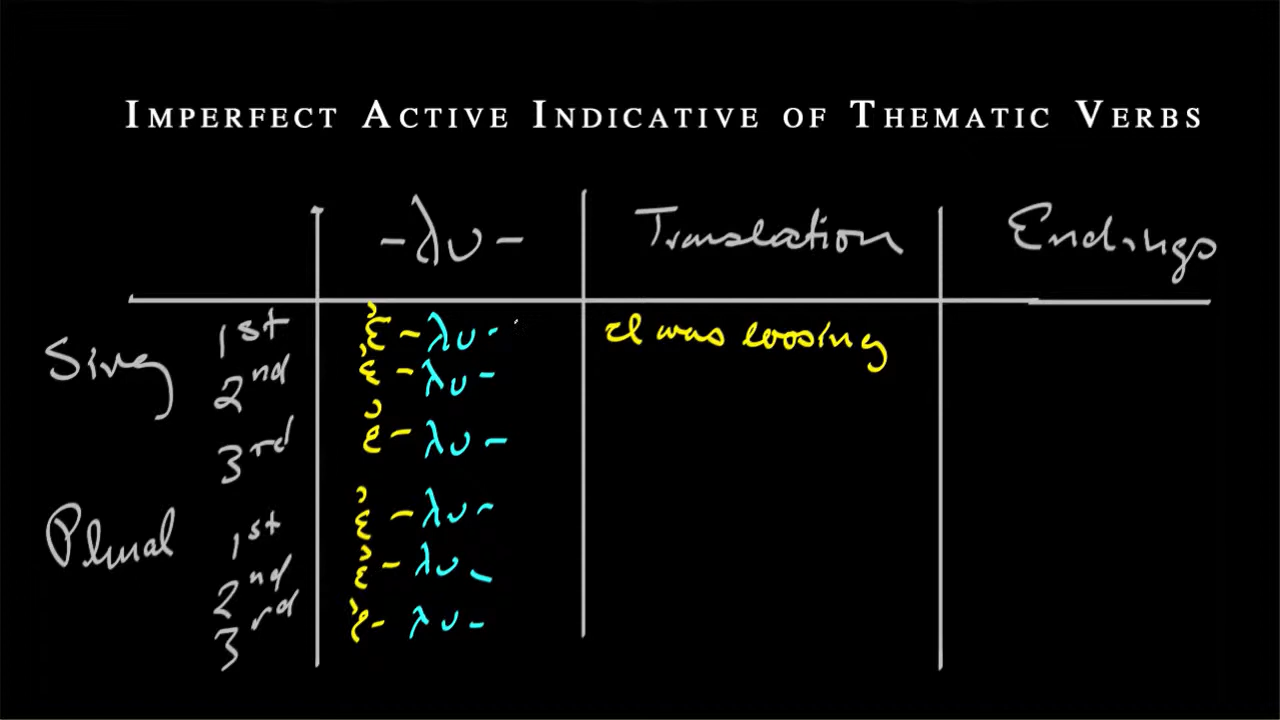 IMPERFECT ACTIVE INDICATIVE OF THEMATIC VERBS
-λυ- Translation Endings
Sing 1st ἐ-λυ- I was loosing
2nd ἐ-λυ-
3rd ἐ-λυ-
Plural 1st ἐ-λυ-
2nd ἐ-λυ-
3rd ἐ-λυ-